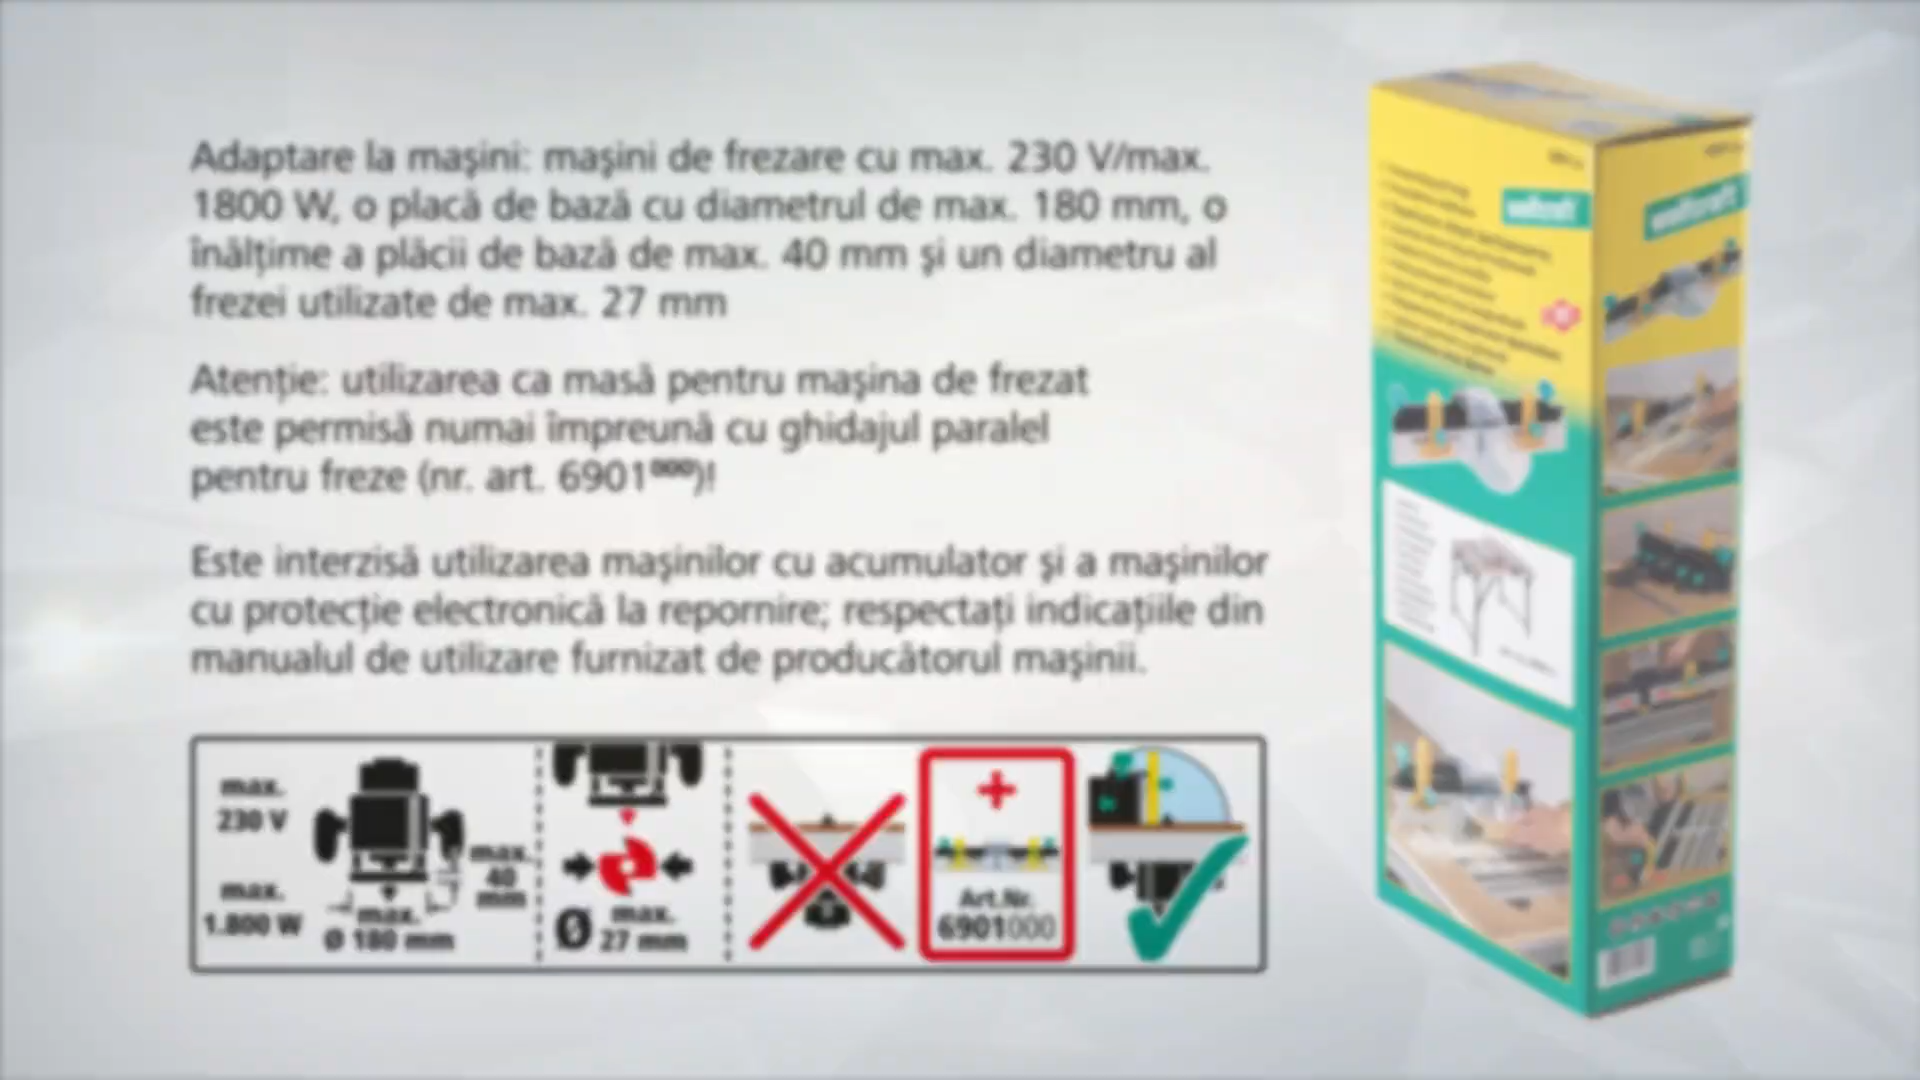 Adaptare la mașini: mașini de frezare cu max. 230 V/max.
1800 W, o placă de bază cu diametrul de max. 180 mm, o
înălțime a plăcii de bază de max. 40 mm și un diametru al
frezei utilizate de max. 27 mm
Atenție: utilizarea ca masă pentru mașina de frezat
este permisă numai împreună cu ghidajul paralel
pentru freze (nr. art. 6901⁰⁰⁰)!
Este interzisă utilizarea mașinilor cu acumulator și a mașinilor
cu protecție electronică la repornire; respectați indicațiile din
manualul de utilizare furnizat de producătorul mașinii.
max.
230 V
max.
1.800 W
max.
40
mm
max.
Ø 180 mm
Ø max.
27 mm
+
Art.Nr.
6901000
wolfcraft
wolfcraft